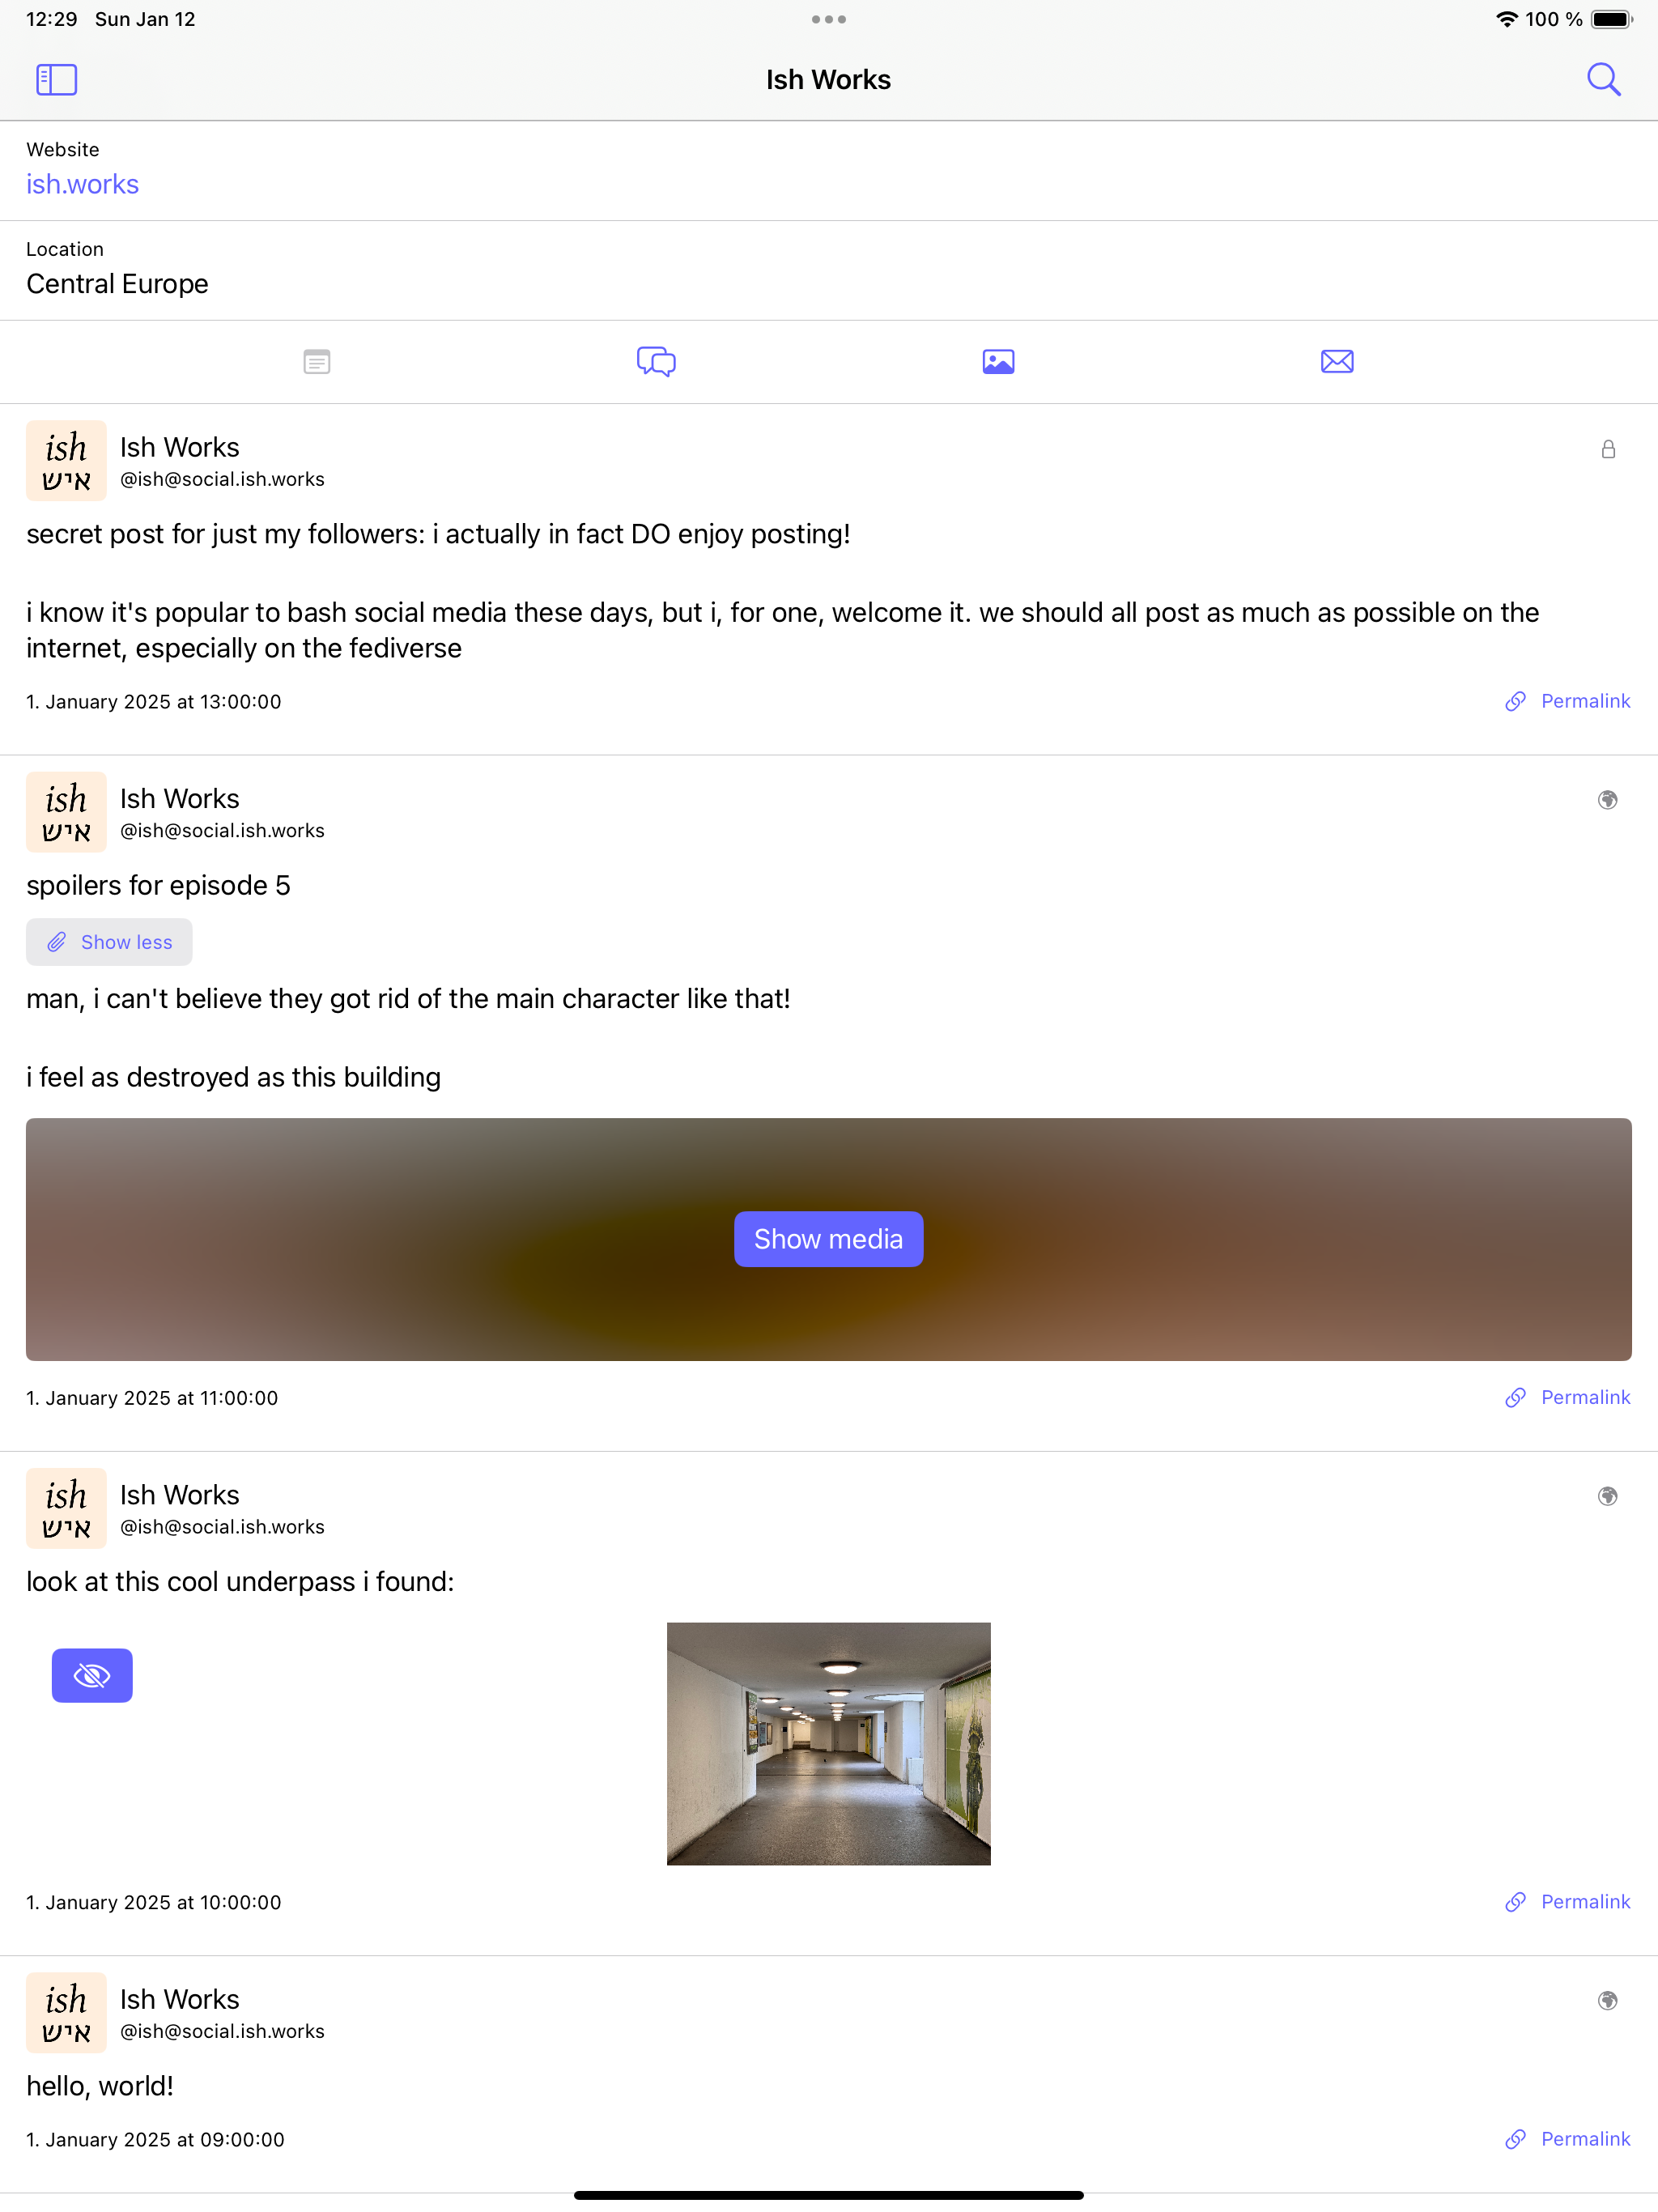 12:29 Sun Jan 12
100 %
Ish Works
Website
ish.works
Location
Central Europe
ish
איש
Ish Works
@ish@social.ish.works
secret post for just my followers: i actually in fact DO enjoy posting!
i know it's popular to bash social media these days, but i, for one, welcome it. we should all post as much as possible on the
internet, especially on the fediverse
1. January 2025 at 13:00:00
Permalink
ish
איש
Ish Works
@ish@social.ish.works
spoilers for episode 5
Show less
man, i can't believe they got rid of the main character like that!
i feel as destroyed as this building
Show media
1. January 2025 at 11:00:00
Permalink
ish
איש
Ish Works
@ish@social.ish.works
look at this cool underpass i found:
1. January 2025 at 10:00:00
Permalink
ish
איש
Ish Works
@ish@social.ish.works
hello, world!
1. January 2025 at 09:00:00
Permalink